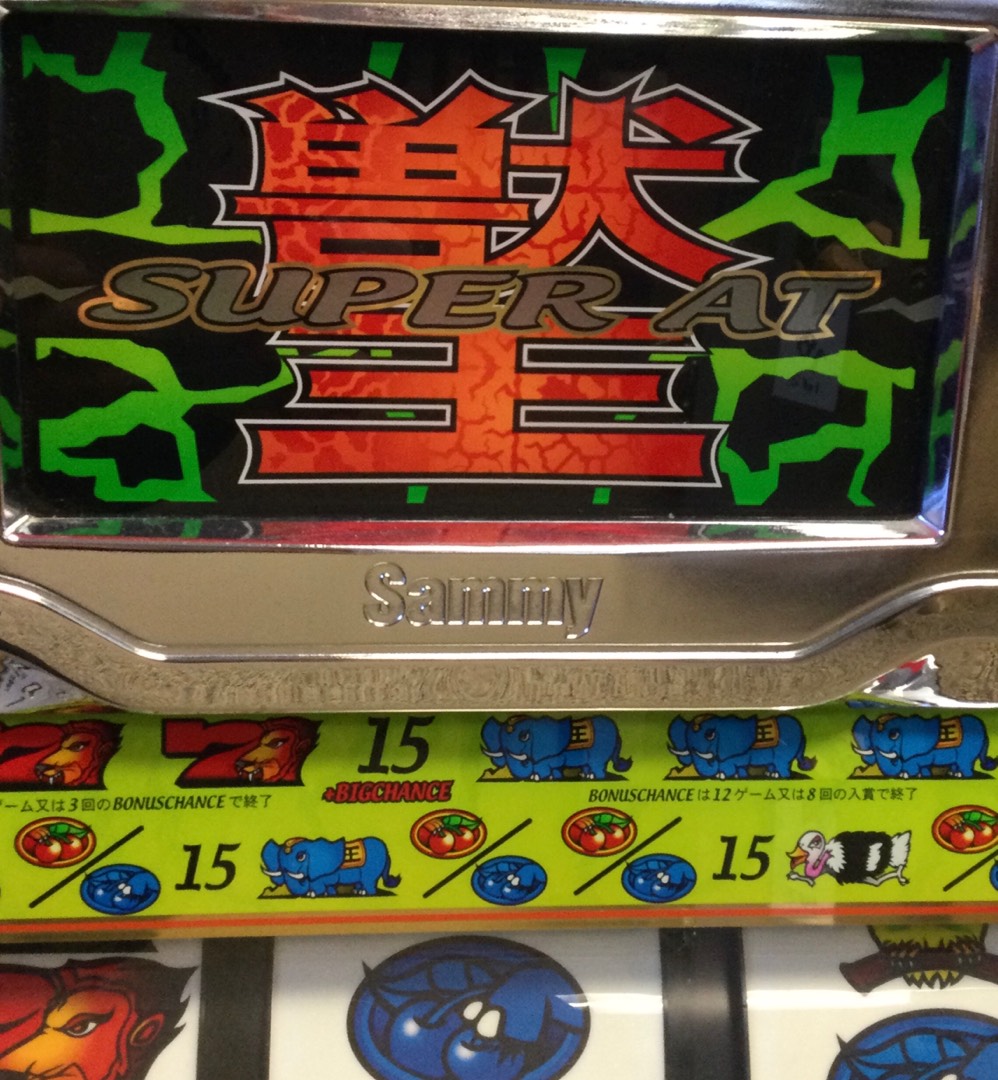 獣
SUPER AT
王
Sammy
7 7 15
+BIGCHANCE
ゲーム又は3回のBONUSCHANCEで終了
BONUSCHANCEは12ゲーム又は8回の入賞で終了
15
15
7